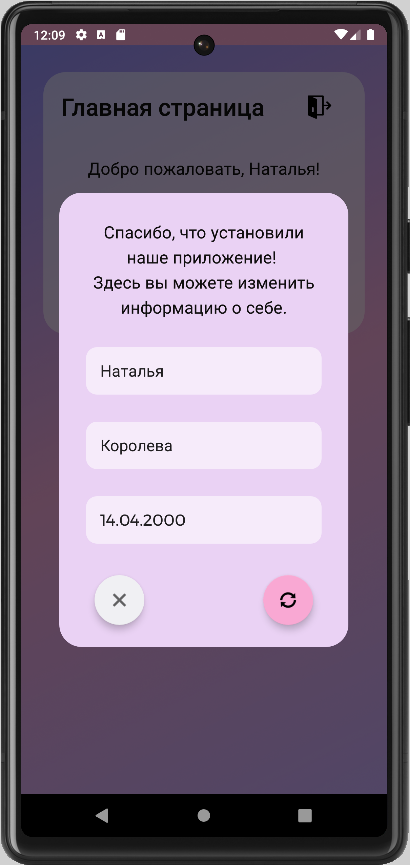 12:09
Главная страница
Добро пожаловать, Наталья!
Спасибо, что установили
наше приложение!
Здесь вы можете изменить
информацию о себе.
Наталья
Королева
14.04.2000